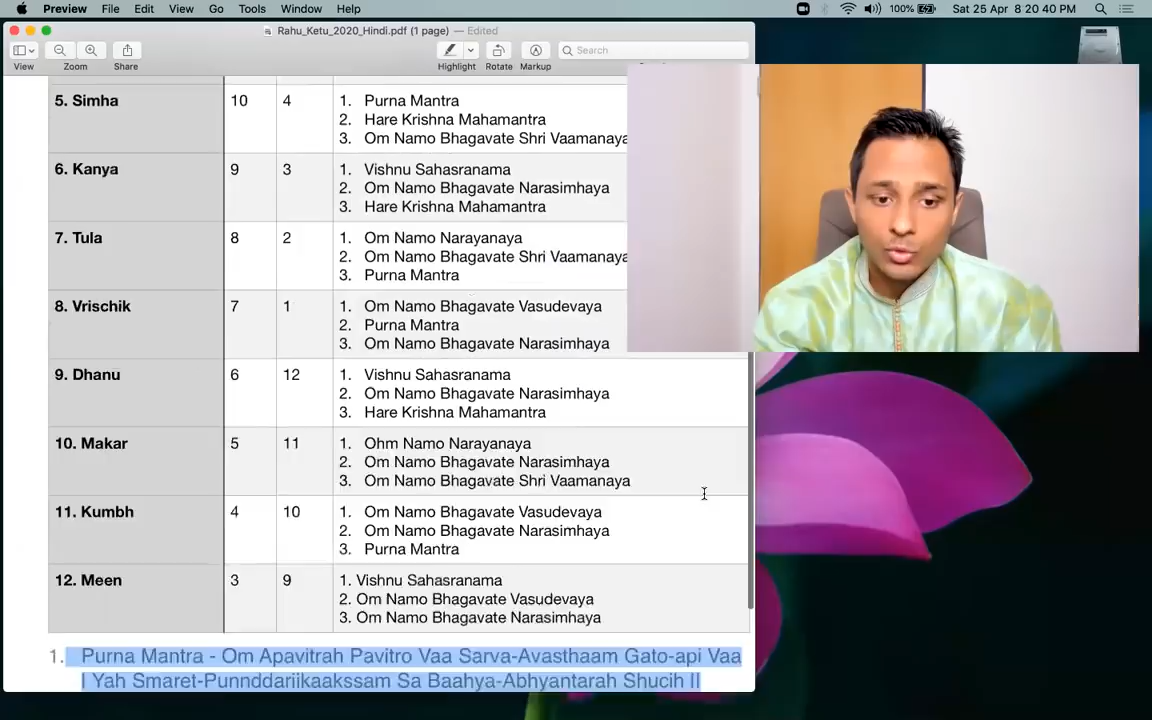 Preview File Edit View Go Tools Window Help 100% Sat 25 Apr 8 20 40 PM
Rahu_Ketu_2020_Hindi.pdf (1 page) — Edited
Search
View Zoom Share Highlight Rotate Markup
5. Simha 10 4 1. Purna Mantra
2. Hare Krishna Mahamantra
3. Om Namo Bhagavate Shri Vaamanaya
6. Kanya 9 3 1. Vishnu Sahasranama
2. Om Namo Bhagavate Narasimhaya
3. Hare Krishna Mahamantra
7. Tula 8 2 1. Om Namo Narayanaya
2. Om Namo Bhagavate Shri Vaamanaya
3. Purna Mantra
8. Vrischik 7 1 1. Om Namo Bhagavate Vasudevaya
2. Purna Mantra
3. Om Namo Bhagavate Narasimhaya
9. Dhanu 6 12 1. Vishnu Sahasranama
2. Om Namo Bhagavate Narasimhaya
3. Hare Krishna Mahamantra
10. Makar 5 11 1. Ohm Namo Narayanaya
2. Om Namo Bhagavate Narasimhaya
3. Om Namo Bhagavate Shri Vaamanaya
11. Kumbh 4 10 1. Om Namo Bhagavate Vasudevaya
2. Om Namo Bhagavate Narasimhaya
3. Purna Mantra
12. Meen 3 9 1. Vishnu Sahasranama
2. Om Namo Bhagavate Vasudevaya
3. Om Namo Bhagavate Narasimhaya
1. Purna Mantra - Om Apavitrah Pavitro Vaa Sarva-Avasthaam Gato-api Vaa
I Yah Smaret-Punnddariikaakssam Sa Baahya-Abhyantarah Shucih II